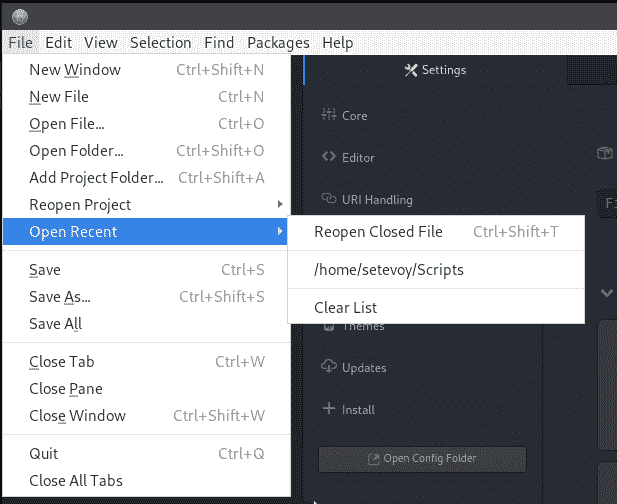 File Edit View Selection Find Packages Help
New Window Ctrl+Shift+N
New File Ctrl+N
Open File... Ctrl+O
Open Folder... Ctrl+Shift+O
Add Project Folder... Ctrl+Shift+A
Reopen Project
Open Recent
Save Ctrl+S
Save As... Ctrl+Shift+S
Save All
Close Tab Ctrl+W
Close Pane
Close Window Ctrl+Shift+W
Quit Ctrl+Q
Close All Tabs
Reopen Closed File Ctrl+Shift+T
/home/setevoy/Scripts
Clear List
Settings
Core
Editor
URI Handling
Themes
Updates
Install
Open Config Folder